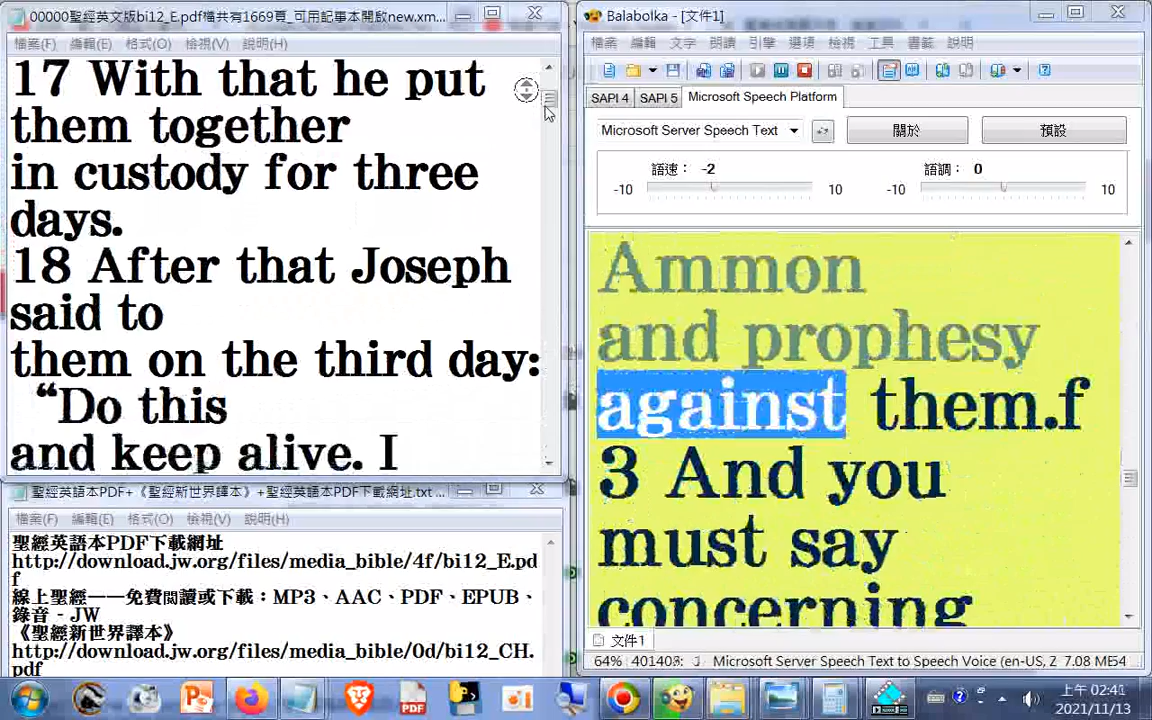 00000聖經英文版bi12_E.pdf檔共有1669頁_可用記事本開啟new.xm...
檔案(F) 編輯(E) 格式(O) 檢視(V) 說明(H)
17 With that he put
them together
in custody for three
days.
18 After that Joseph
said to
them on the third day:
“Do this
and keep alive. I
聖經英語本PDF+《聖經新世界譯本》+聖經英語本PDF下載網址.txt ...
檔案(F) 編輯(E) 格式(O) 檢視(V) 說明(H)
聖經英語本PDF下載網址
http://download.jw.org/files/media_bible/4f/bi12_E.pd
f
線上聖經——免費閱讀或下載：MP3、AAC、PDF、EPUB、
錄音 - JW
《聖經新世界譯本》
http://download.jw.org/files/media_bible/0d/bi12_CH.
pdf
Balabolka - [文件1]
檔案 編輯 文字 朗讀 引擎 選項 檢視 工具 書籤 說明
SAPI 4 SAPI 5 Microsoft Speech Platform
Microsoft Server Speech Text 關於 預設
語速： -2 語調： 0
-10 10 -10 10
Ammon
and prophesy
against them.f
3 And you
must say
concerning
文件1
64% 401403: Microsoft Server Speech Text to Speech Voice (en-US, Z 7.08 ME54
上午 02:41
2021/11/13